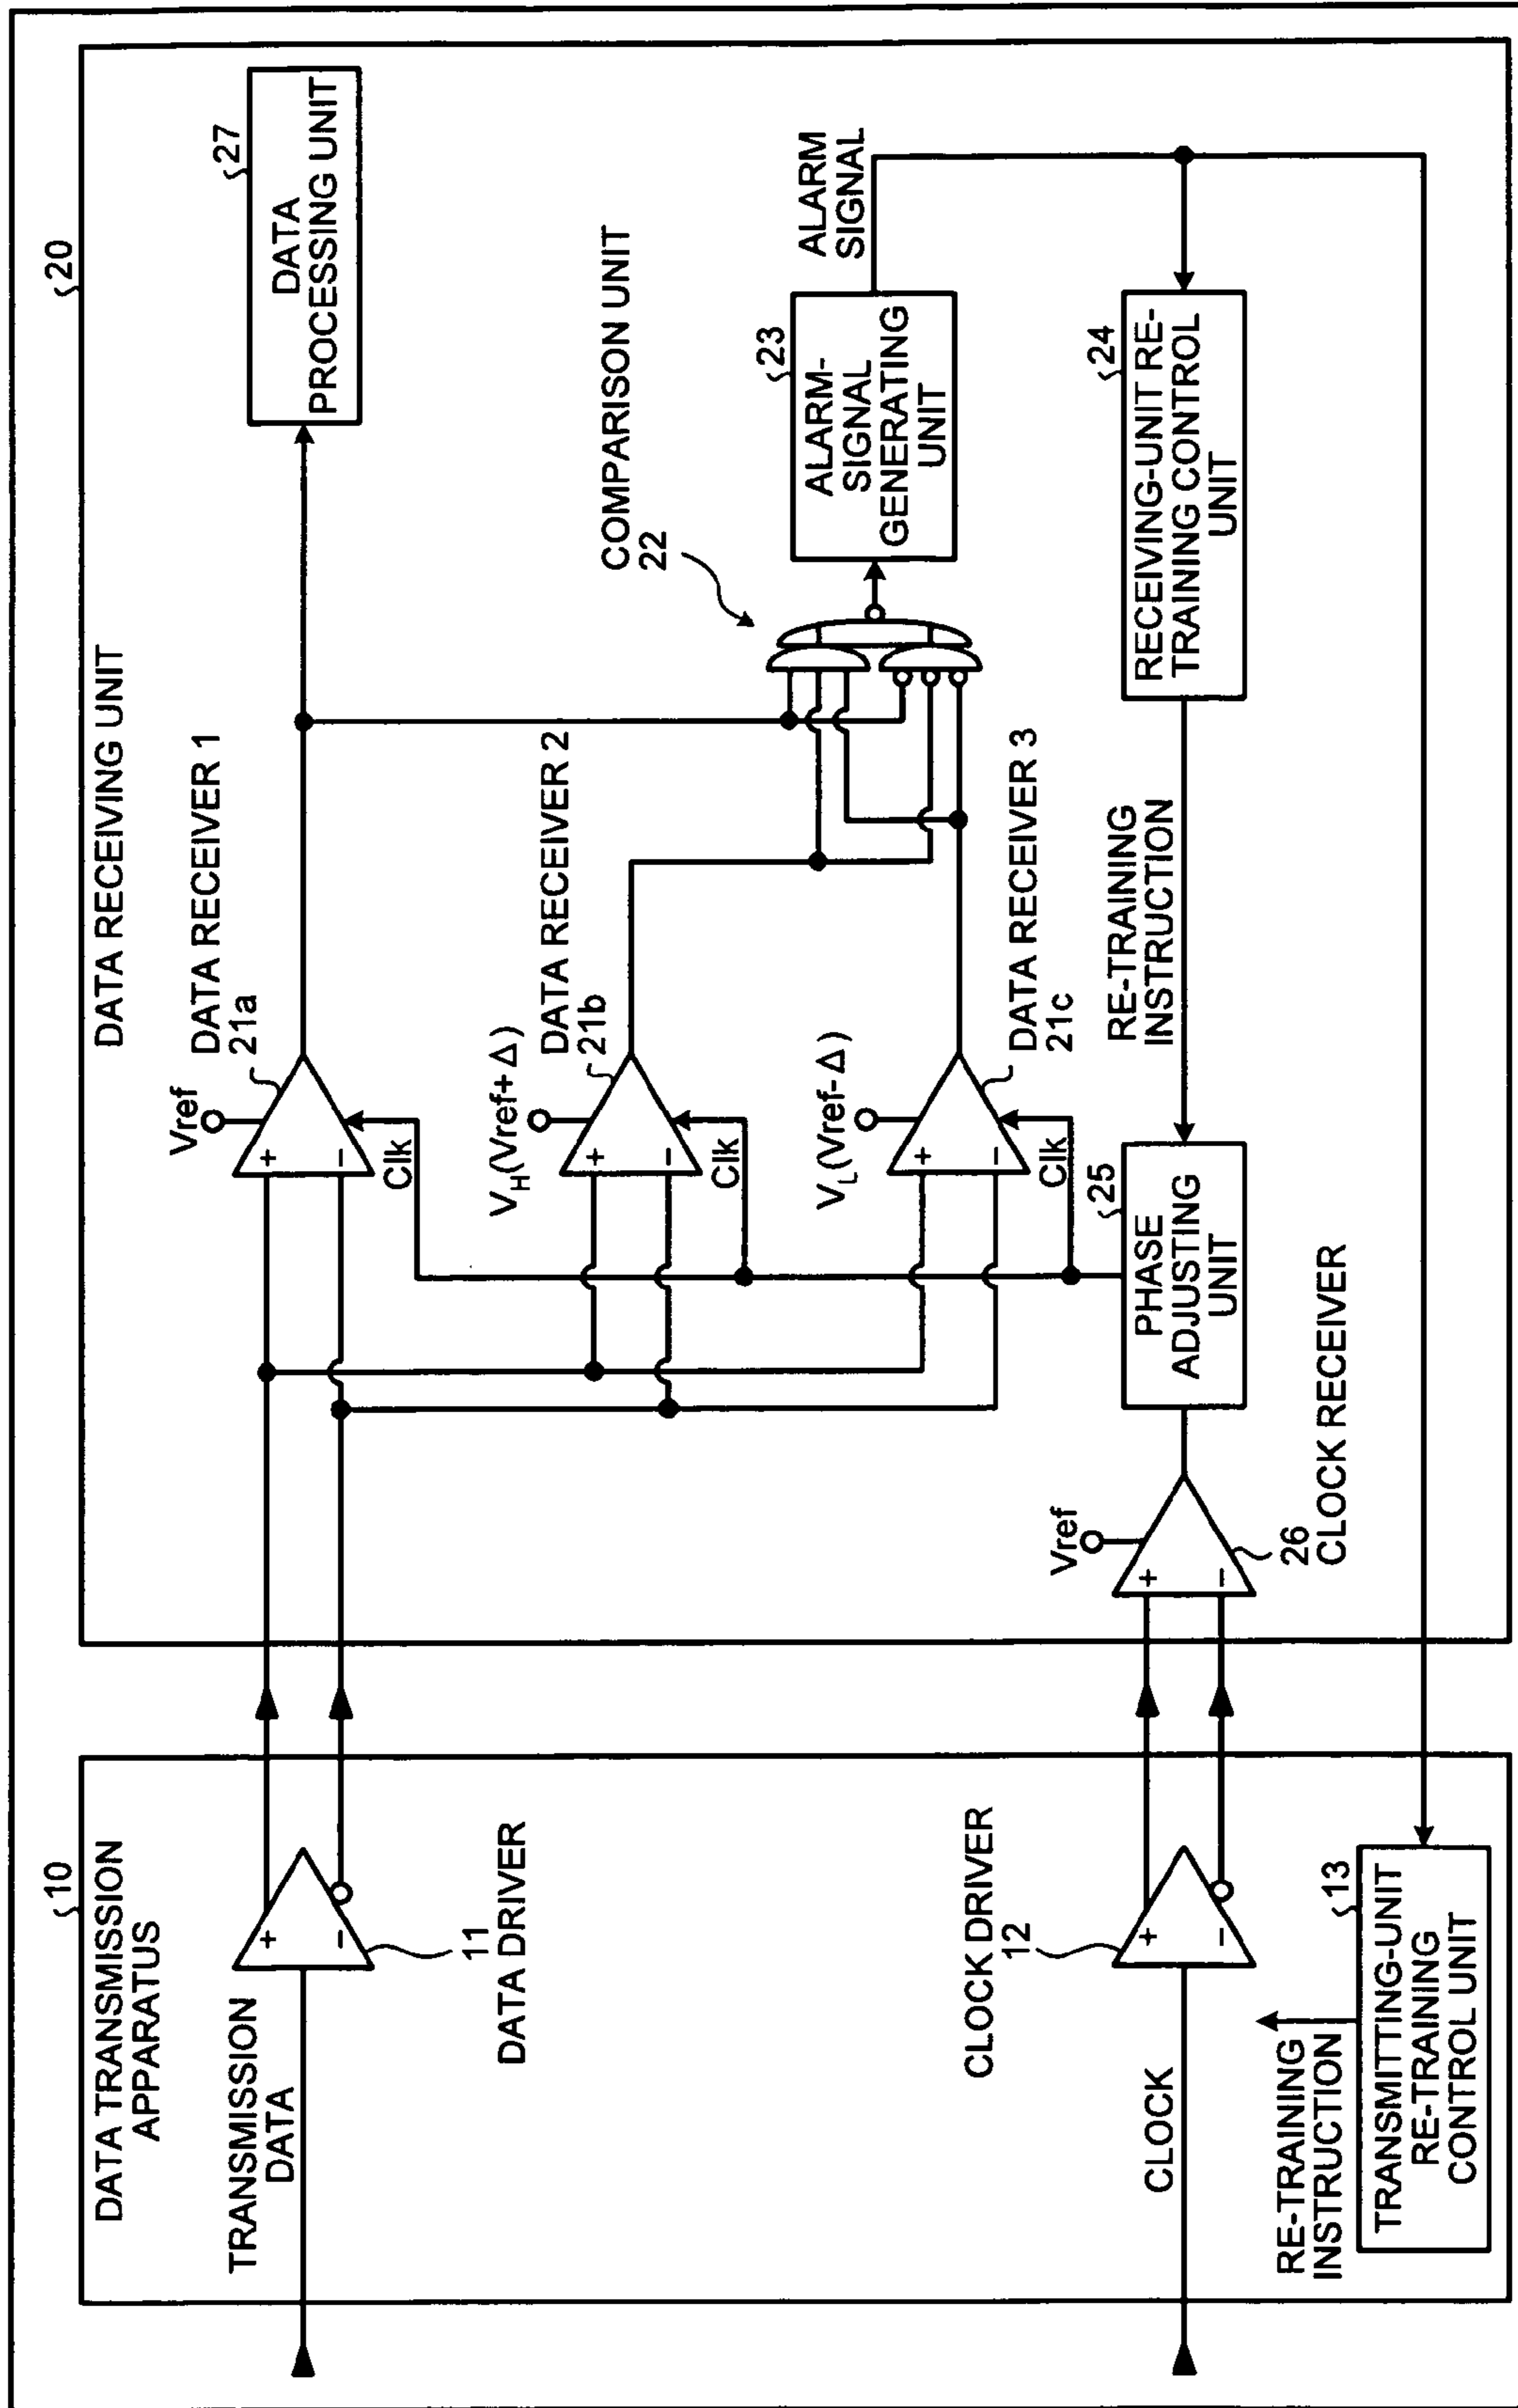 DATA TRANSMISSION
APPARATUS
10
TRANSMISSION
DATA
+
−
11
DATA DRIVER
CLOCK DRIVER
12
CLOCK
+
−
RE-TRAINING
INSTRUCTION
13
TRANSMITTING-UNIT
RE-TRAINING
CONTROL UNIT
DATA RECEIVING UNIT
20
Vref
DATA RECEIVER 1
21a
+
−
Clk
27
DATA
PROCESSING UNIT
VH(Vref+Δ)
DATA RECEIVER 2
21b
+
−
Clk
COMPARISON UNIT
22
VL(Vref-Δ)
+
−
Clk
DATA RECEIVER 3
21c
23
ALARM-
SIGNAL
GENERATING
UNIT
ALARM
SIGNAL
Vref
+
−
26
CLOCK RECEIVER
25
PHASE
ADJUSTING
UNIT
RE-TRAINING
INSTRUCTION
24
RECEIVING-UNIT RE-
TRAINING CONTROL
UNIT